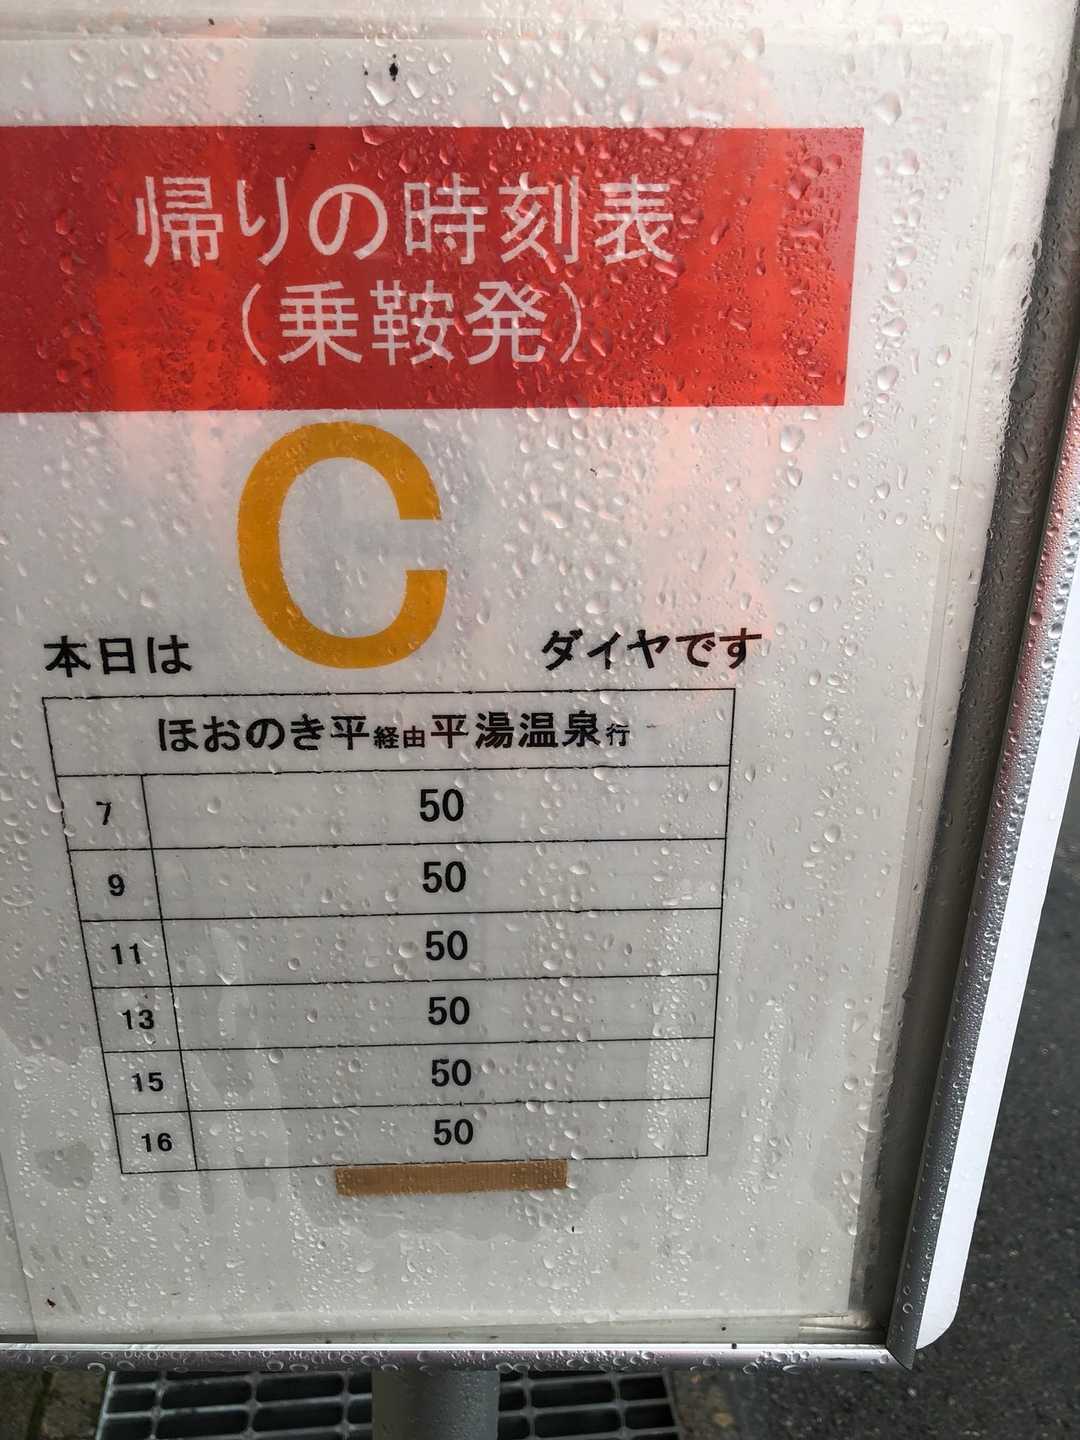 帰りの時刻表
(乗鞍発)
C
本日は ダイヤです
ほおのき平経由平湯温泉行
7 50
9 50
11 50
13 50
15 50
16 50